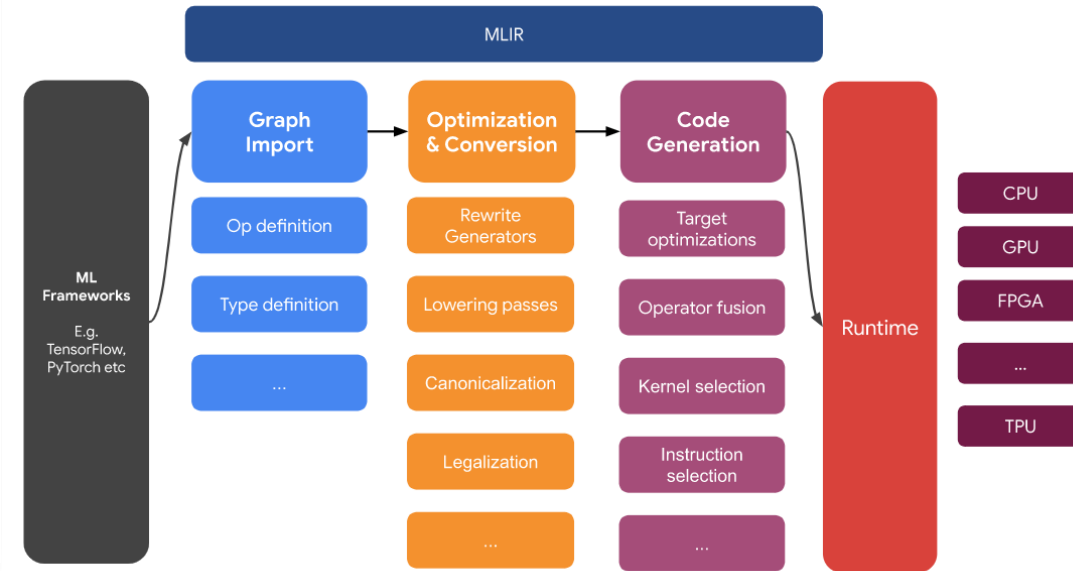 MLIR
ML
Frameworks
E.g.
TensorFlow,
PyTorch etc
Graph
Import
Op definition
Type definition
...
Optimization
& Conversion
Rewrite
Generators
Lowering passes
Canonicalization
Legalization
...
Code
Generation
Target
optimizations
Operator fusion
Kernel selection
Instruction
selection
...
Runtime
CPU
GPU
FPGA
...
TPU